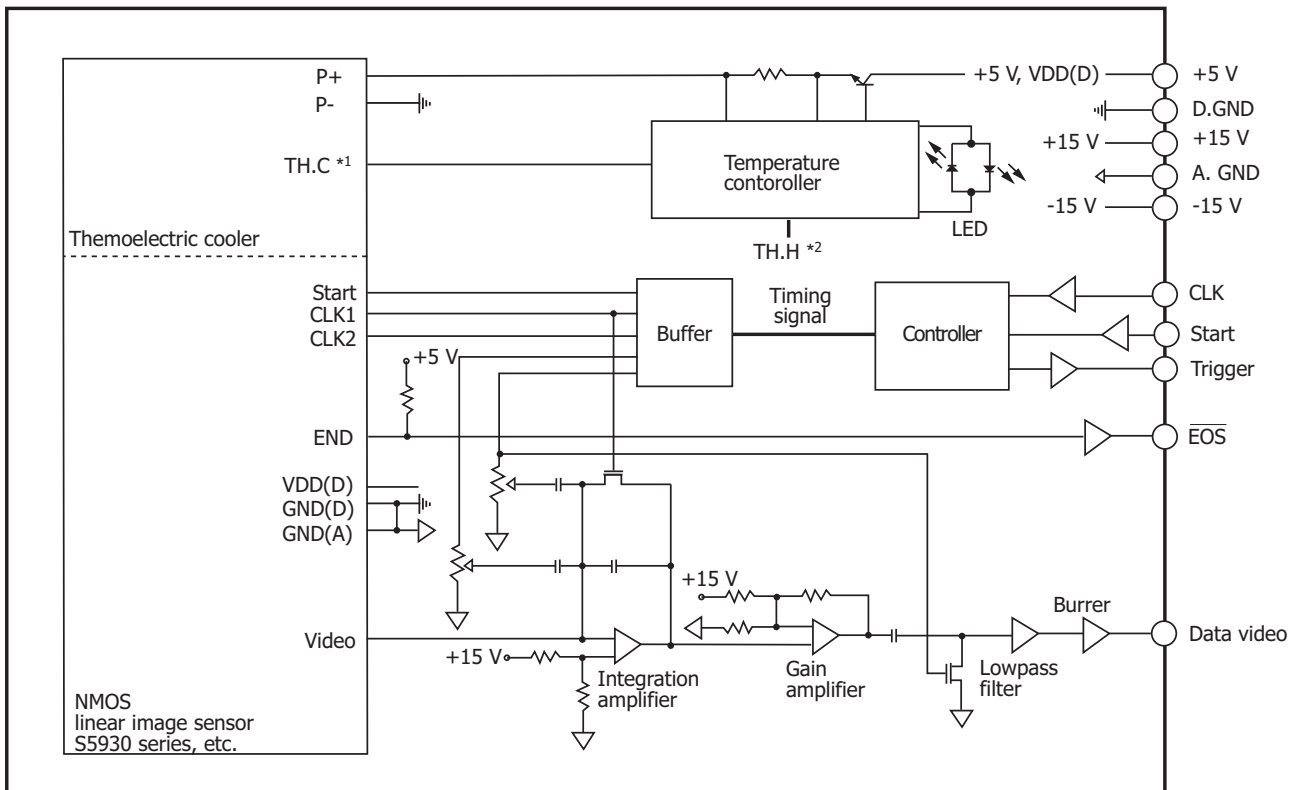 P+
P-
TH.C *1
Themoelectric cooler
+5 V, VDD(D)
+15 V
-15 V
+5 V
D.GND
+15 V
A. GND
-15 V
Temperature
contoroller
LED
TH.H *2
Start
CLK1
CLK2
Buffer
Timing
signal
Controller
CLK
Start
Trigger
+5 V
END
EOS
VDD(D)
GND(D)
GND(A)
Video
+15 V
Integration
amplifier
+15 V
Gain
amplifier
Lowpass
filter
Burrer
Data video
NMOS
linear image sensor
S5930 series, etc.